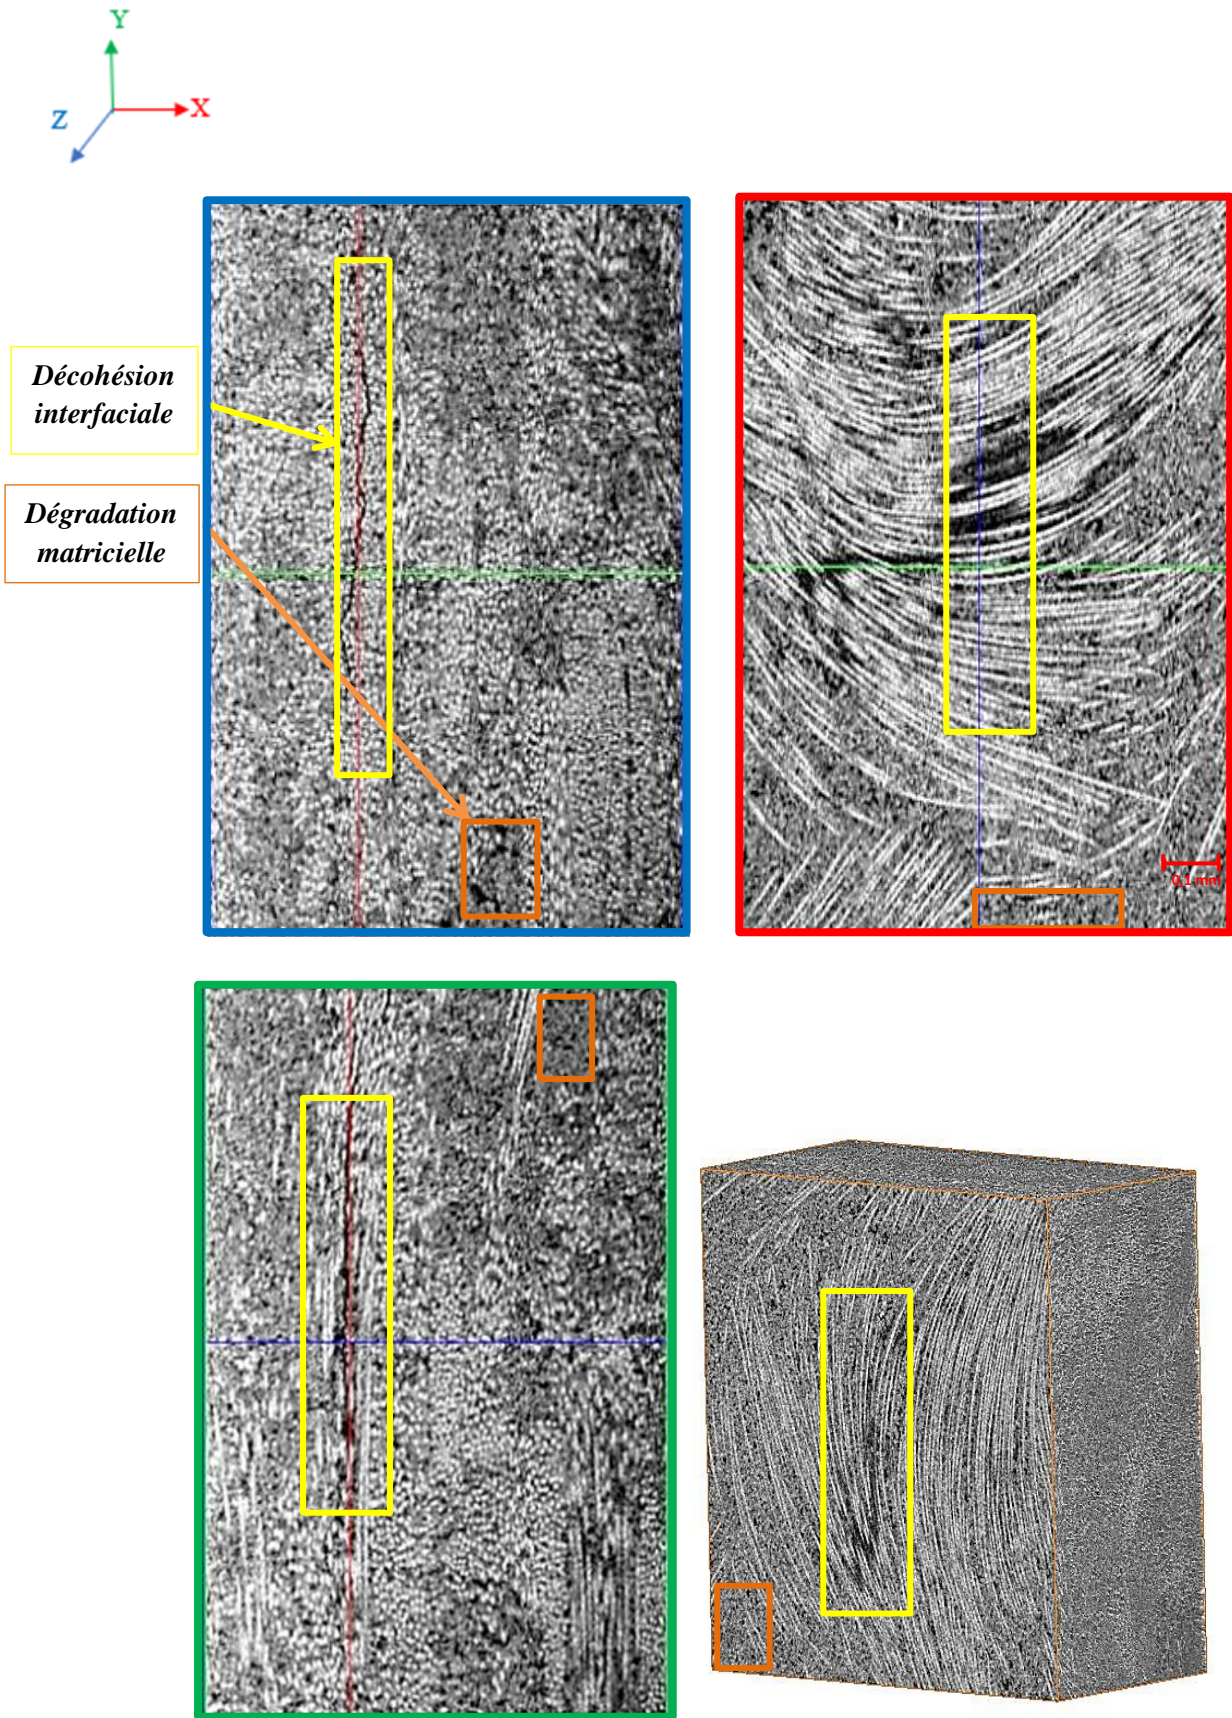 Y
X
Z
Décohésion
interfaciale
Dégradation
matricielle
0,1 mm